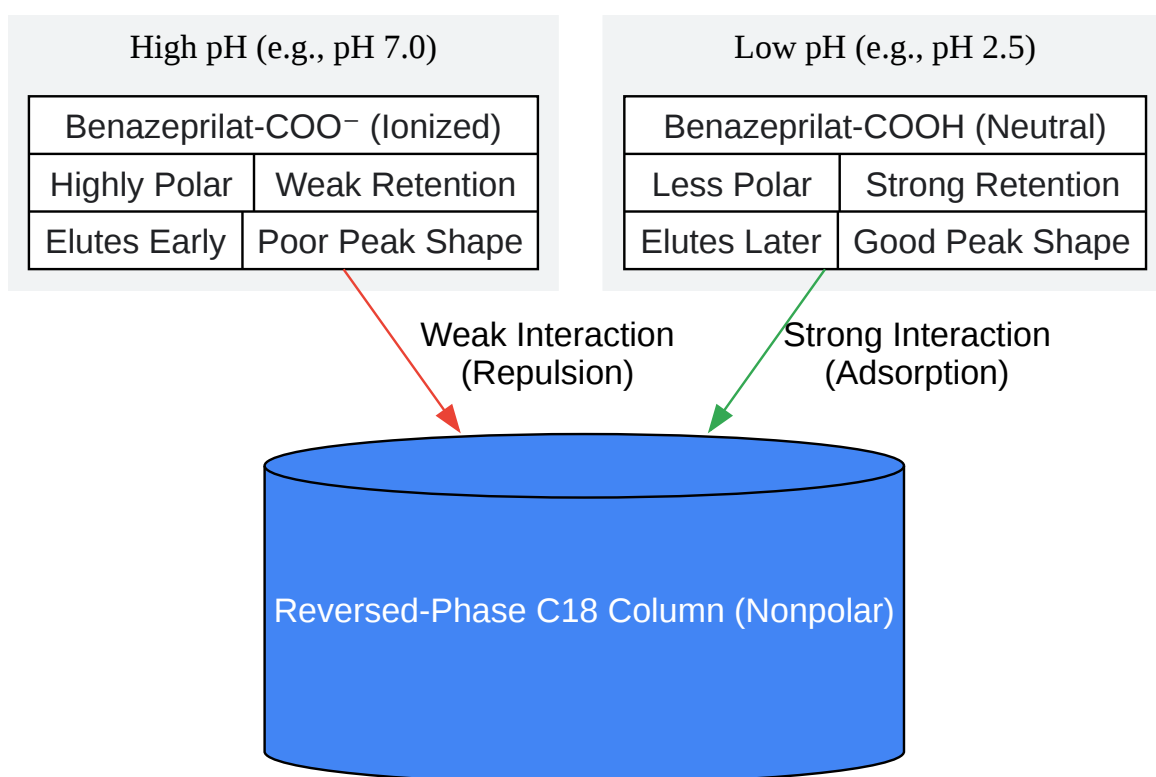 High pH (e.g., pH 7.0)
Benazeprilat-COO⁻ (Ionized)
Highly Polar
Weak Retention
Elutes Early
Poor Peak Shape
Low pH (e.g., pH 2.5)
Benazeprilat-COOH (Neutral)
Less Polar
Strong Retention
Elutes Later
Good Peak Shape
Weak Interaction
(Repulsion)
Strong Interaction
(Adsorption)
Reversed-Phase C18 Column (Nonpolar)